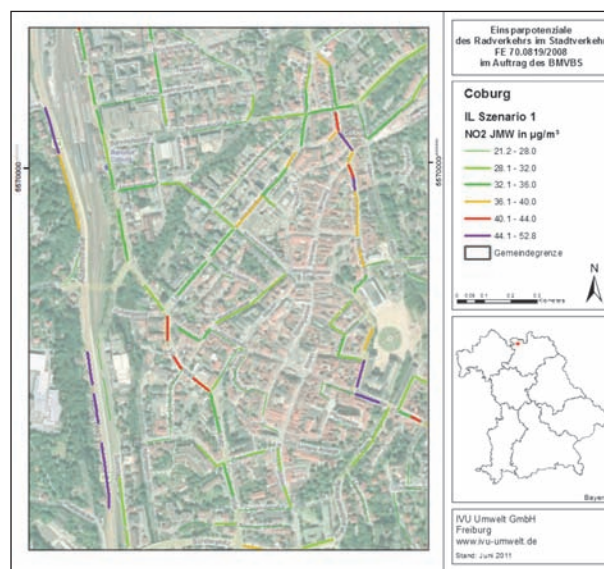 Einsparpotenziale
des Radverkehrs im Stadtverkehr
FE 70.0819/2008
im Auftrag des BMVBS
Coburg
IL Szenario 1
NO2 JMW in µg/m³
21.2 - 28.0
28.1 - 32.0
32.1 - 36.0
36.1 - 40.0
40.1 - 44.0
44.1 - 52.8
Gemeindegrenze
N
Bayern
IVU Umwelt GmbH
Freiburg
www.ivu-umwelt.de
Stand: Juni 2011